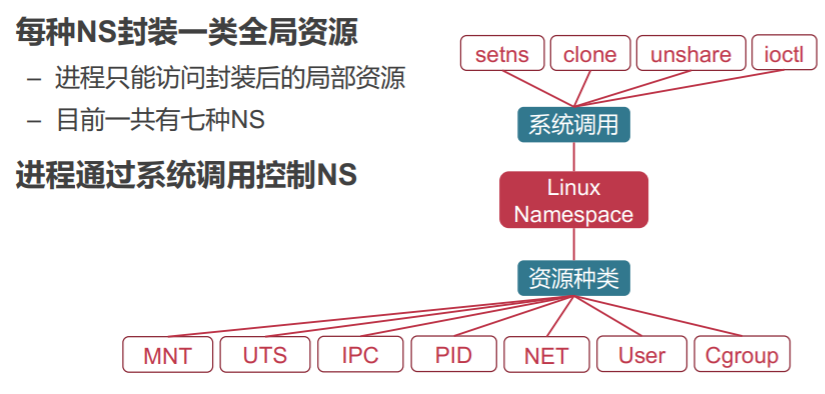 每种NS封装一类全局资源
– 进程只能访问封装后的局部资源
– 目前一共有七种NS
进程通过系统调用控制NS
setns
clone
unshare
ioctl
系统调用
Linux
Namespace
资源种类
MNT
UTS
IPC
PID
NET
User
Cgroup